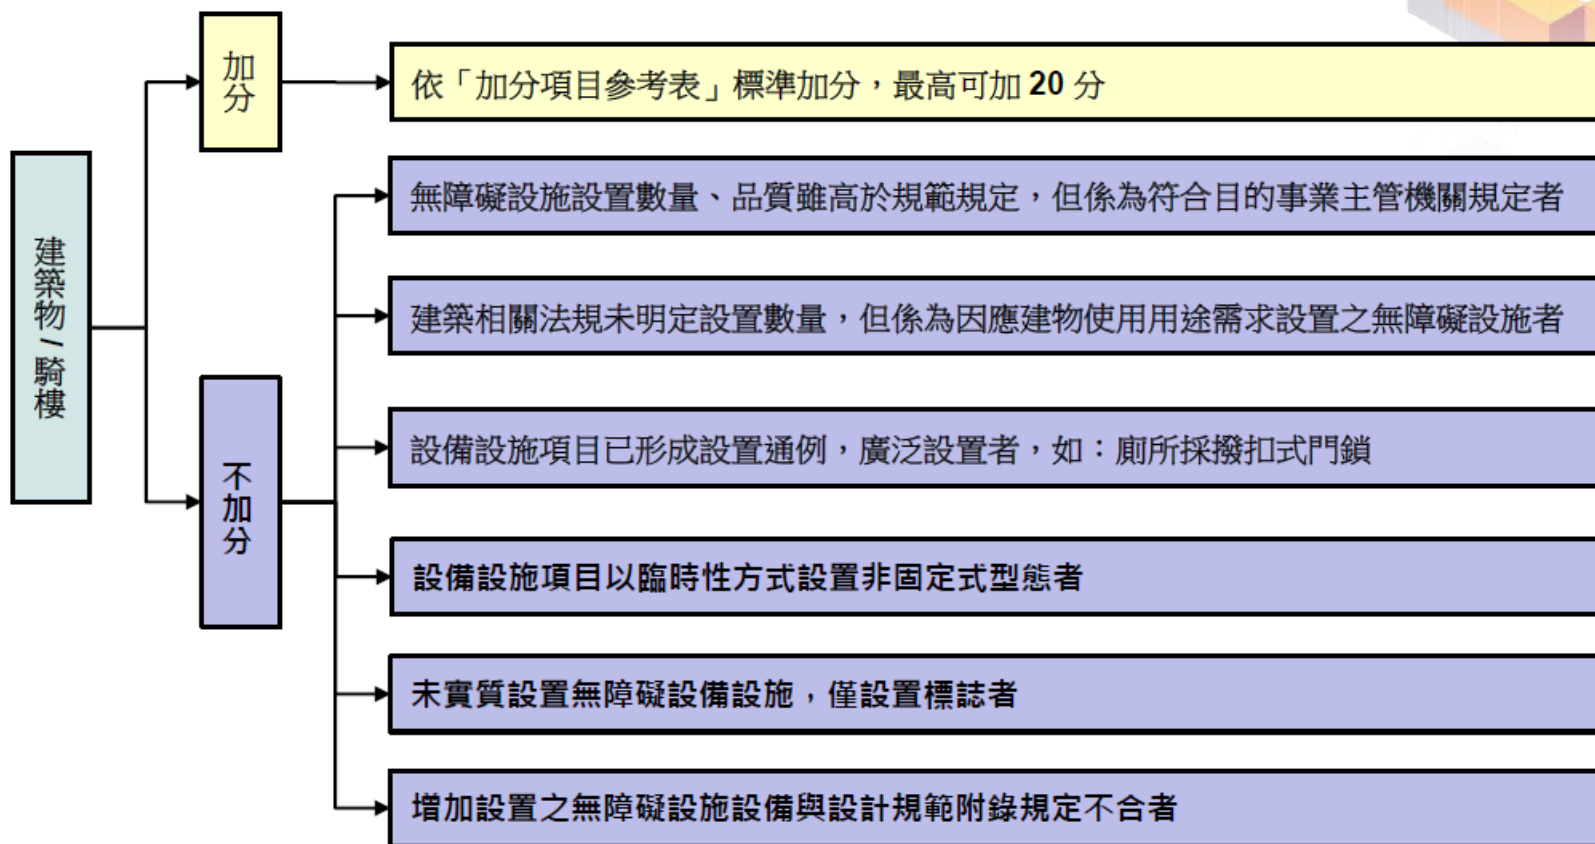 加分
依「加分項目參考表」標準加分，最高可加 20 分
建築物/騎樓
不加分
無障礙設施設置數量、品質雖高於規範規定，但係為符合目的事業主管機關規定者
建築相關法規未明定設置數量，但係為因應建物使用用途需求設置之無障礙設施者
設備設施項目已形成設置通例，廣泛設置者，如：廁所採撥扣式門鎖
設備設施項目以臨時性方式設置非固定式型態者
未實質設置無障礙設備設施，僅設置標誌者
增加設置之無障礙設施設備與設計規範附錄規定不合者